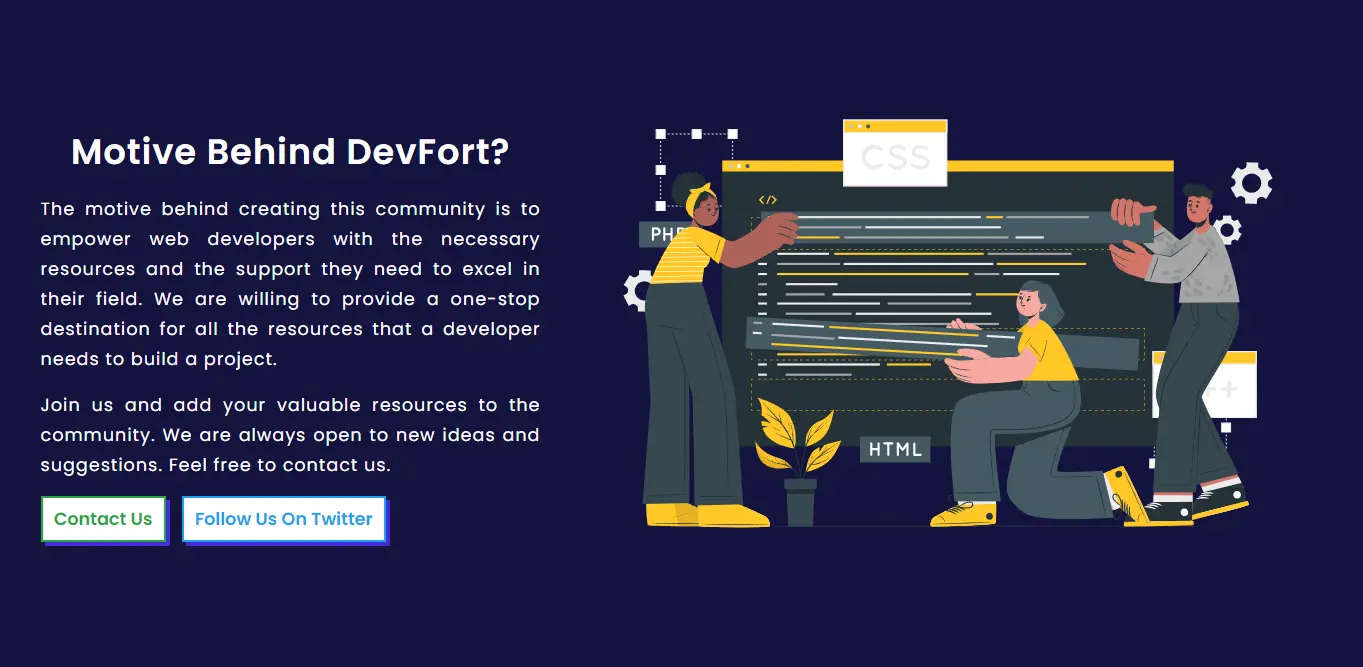 Motive Behind DevFort?
The motive behind creating this community is to
empower web developers with the necessary
resources and the support they need to excel in
their field. We are willing to provide a one-stop
destination for all the resources that a developer
needs to build a project.
Join us and add your valuable resources to the
community. We are always open to new ideas and
suggestions. Feel free to contact us.
Contact Us
Follow Us On Twitter
CSS
</>
PHP
++
HTML